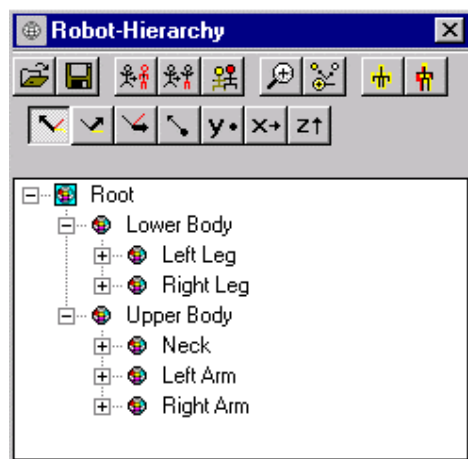 Robot-Hierarchy
y x z
Root
Lower Body
Left Leg
Right Leg
Upper Body
Neck
Left Arm
Right Arm